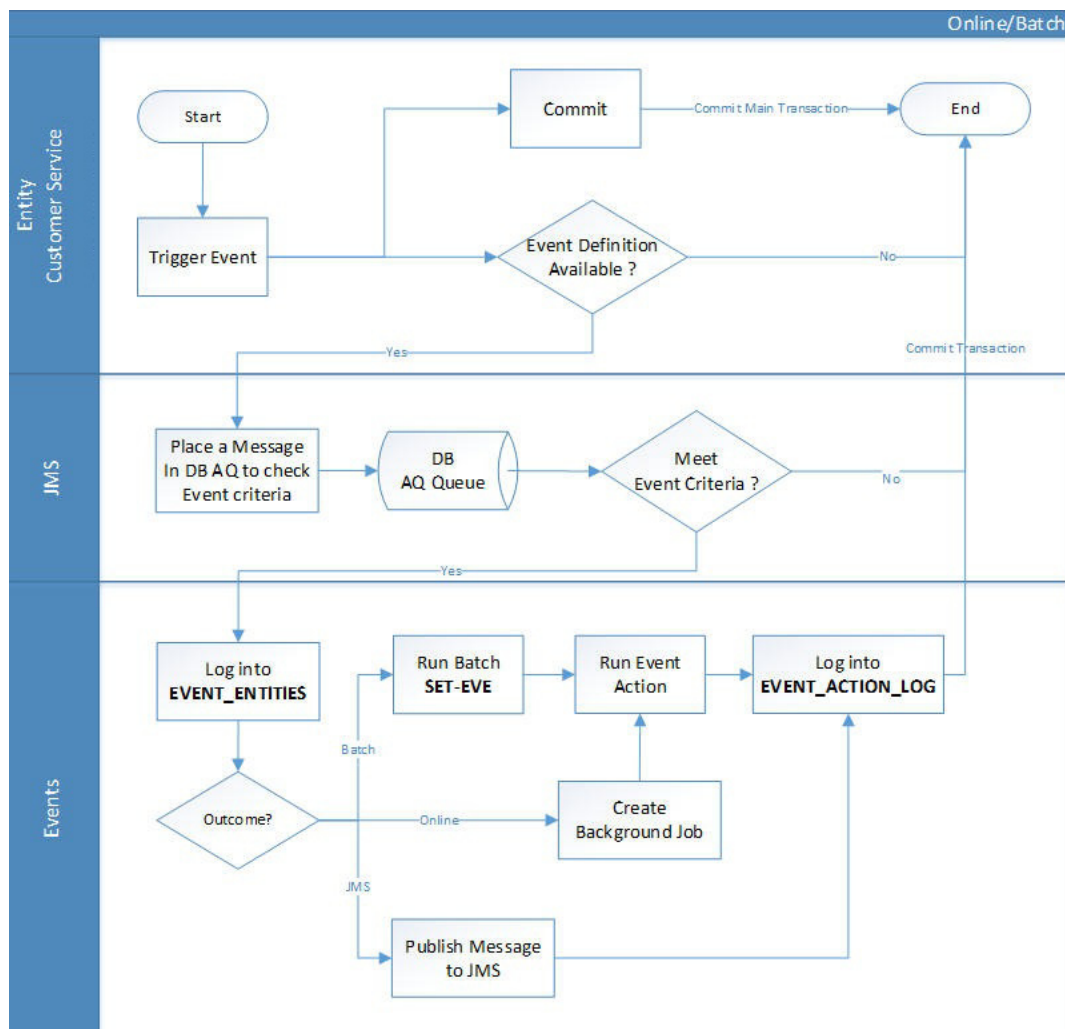 Online/Batch
Entity
Customer Service
Start
Commit
Commit Main Transaction
End
Trigger Event
Event Definition
Available ?
No
Yes
Commit Transaction
JMS
Place a Message
In DB AQ to check
Event criteria
DB
AQ Queue
Meet
Event Criteria ?
No
Yes
Events
Log into
EVENT_ENTITIES
Run Batch
SET-EVE
Run Event
Action
Log into
EVENT_ACTION_LOG
Batch
Outcome?
Online
Create
Background Job
JMS
Publish Message
to JMS